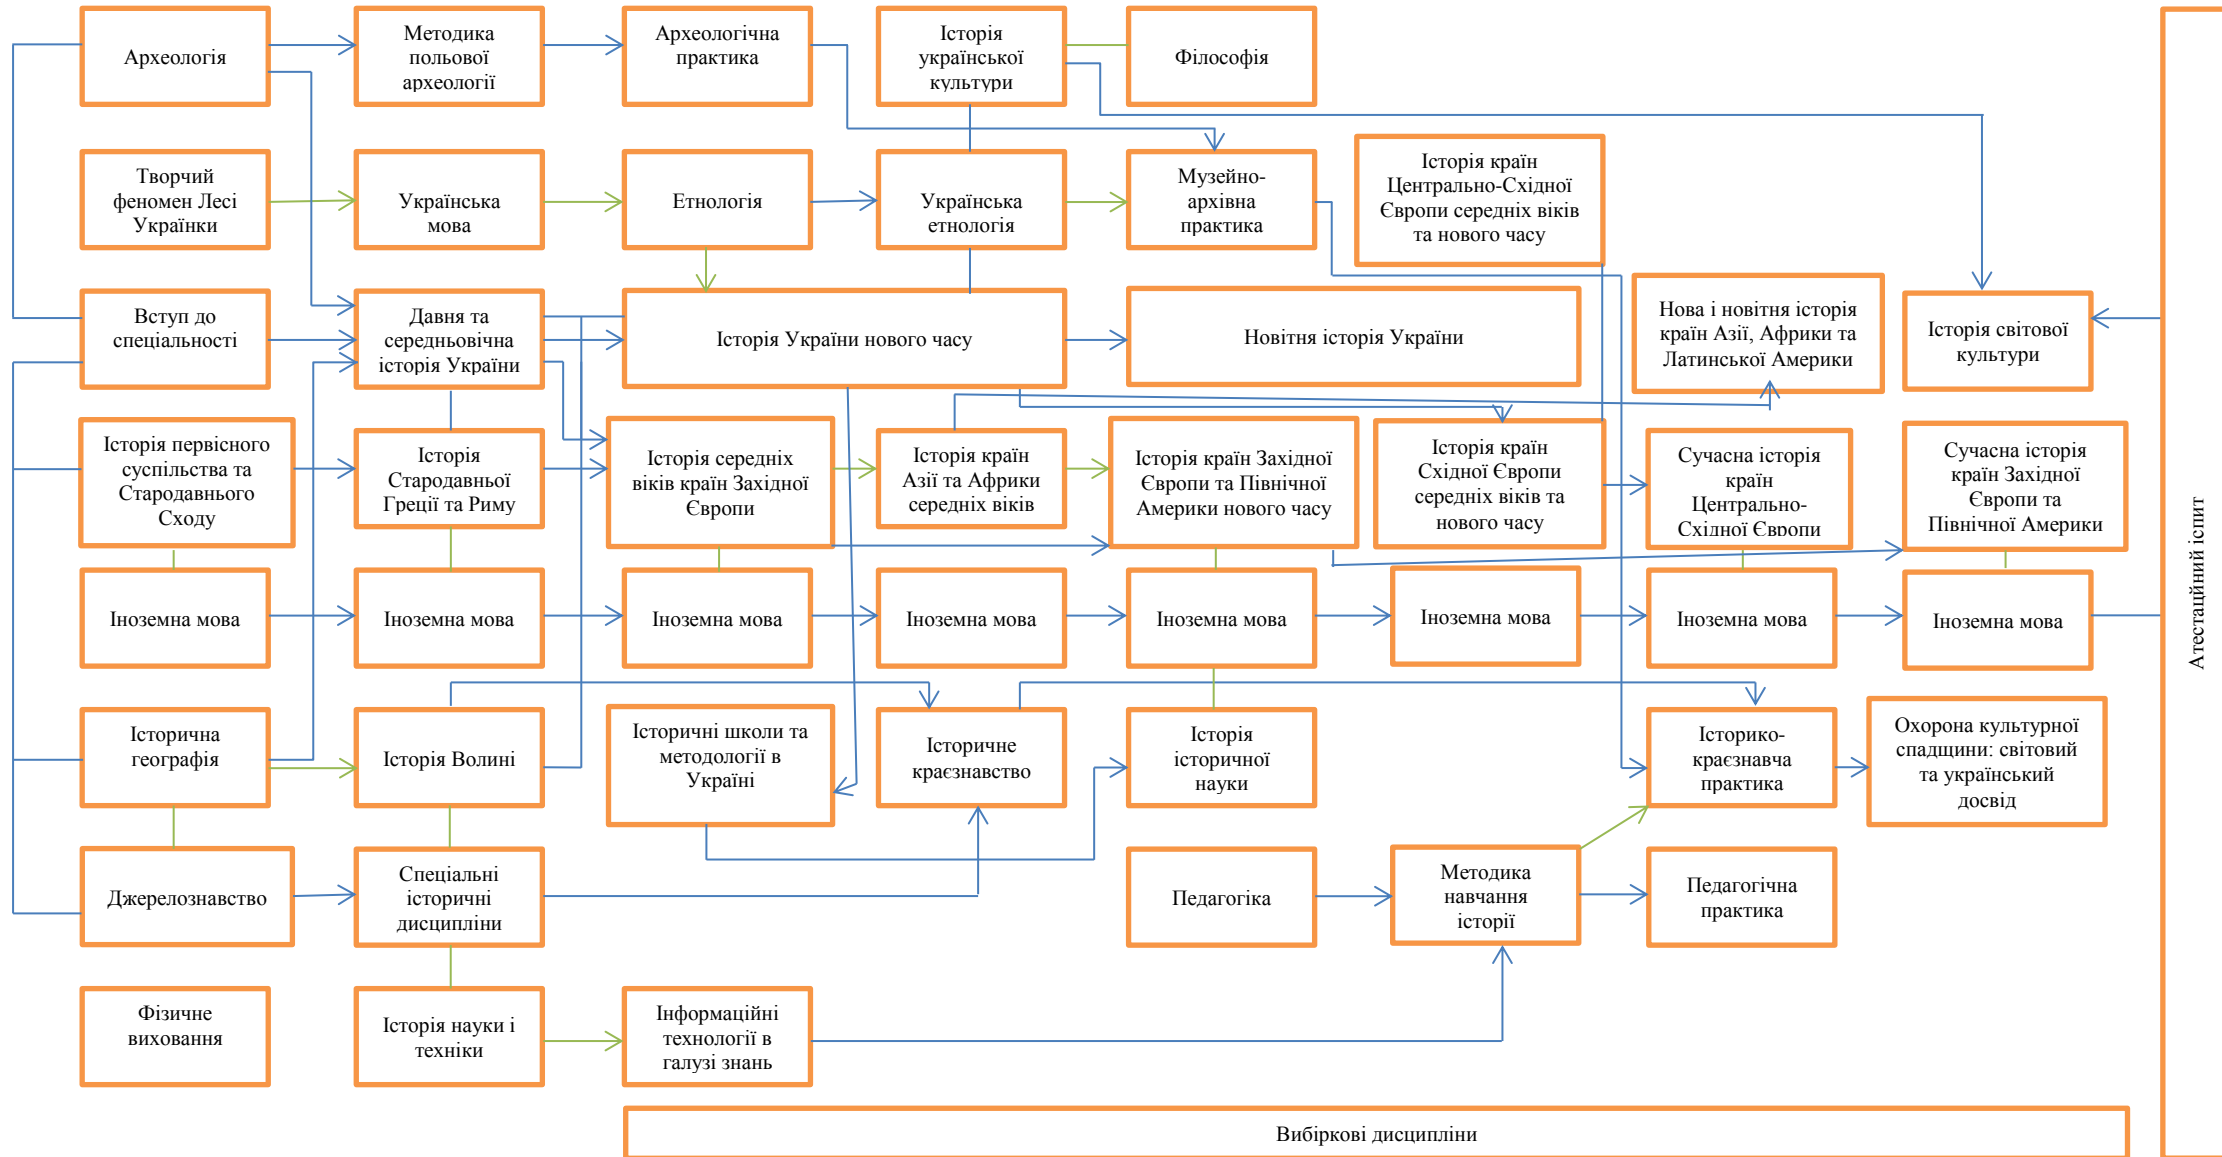 Археологія
Методика
польової
археології
Археологічна
практика
Історія
української
культури
Філософія
Творчий
феномен Лесі
Українки
Українська
мова
Етнологія
Українська
етнологія
Музейно-
архівна
практика
Історія країн
Центрально-Східної
Європи середніх віків
та нового часу
Вступ до
спеціальності
Давня та
середньовічна
історія України
Історія України нового часу
Новітня історія України
Нова і новітня історія
країн Азії, Африки та
Латинської Америки
Історія світової
культури
Історія первісного
суспільства та
Стародавнього
Сходу
Історія
Стародавньої
Греції та Риму
Історія середніх
віків країн Західної
Європи
Історія країн
Азії та Африки
середніх віків
Історія країн Західної
Європи та Північної
Америки нового часу
Історія країн
Східної Європи
середніх віків та
нового часу
Сучасна історія
країн
Центрально-
Східної Європи
Сучасна історія
країн Західної
Європи та
Північної Америки
Іноземна мова
Іноземна мова
Іноземна мова
Іноземна мова
Іноземна мова
Іноземна мова
Іноземна мова
Іноземна мова
Історична
географія
Історія Волині
Історичні школи та
методології в
Україні
Історичне
краєзнавство
Історія
історичної
науки
Історико-
краєзнавча
практика
Охорона культурної
спадщини: світовий
та український
досвід
Джерелознавство
Спеціальні
історичні
дисципліни
Педагогіка
Методика
навчання
історії
Педагогічна
практика
Фізичне
виховання
Історія науки і
техніки
Інформаційні
технології в
галузі знань
Вибіркові дисципліни
Атестаційний іспит